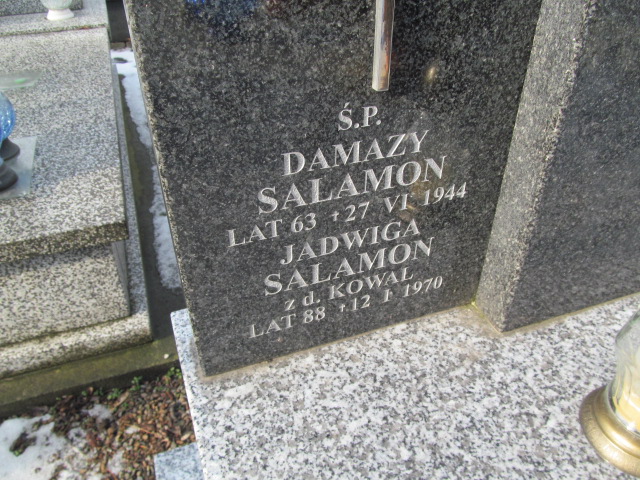 Ś.P.
DAMAZY
SALAMON
LAT 63 †27 VI 1944
JADWIGA
SALAMON
z d. KOWAL
LAT 88 †12 I 1970